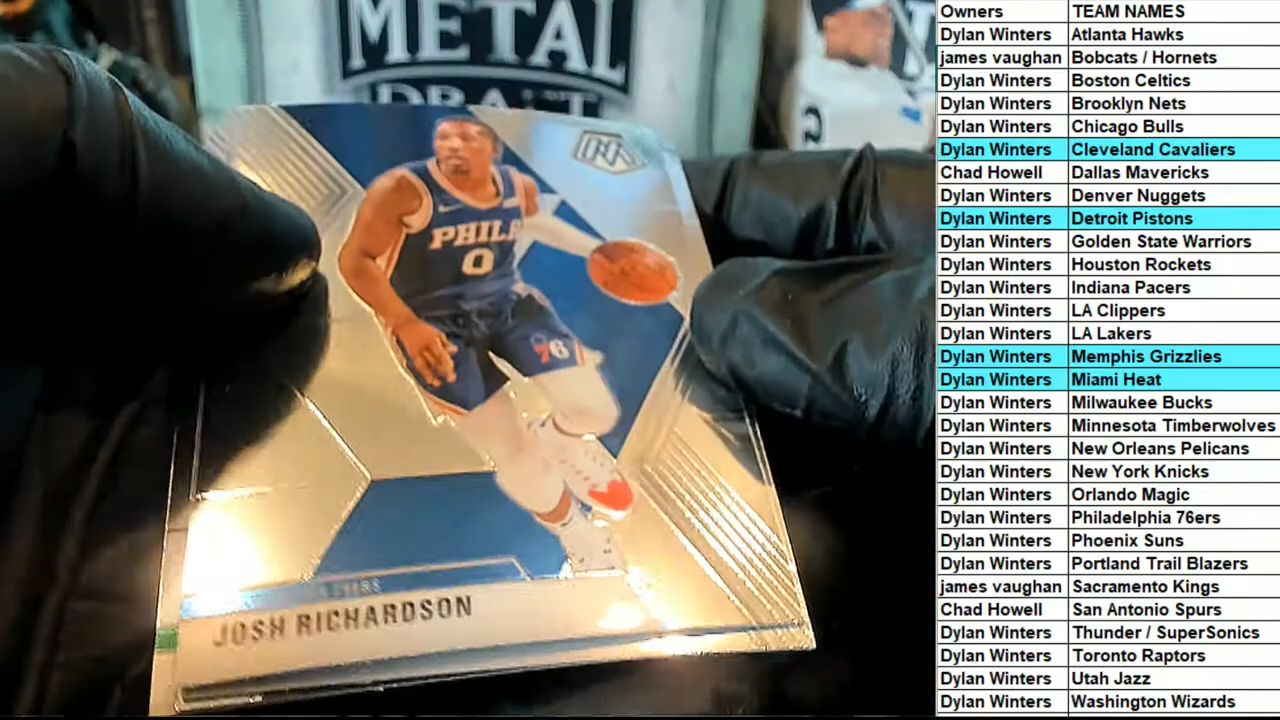 METAL
DRAFT
PHILA
0
76
JOSH RICHARDSON
Owners TEAM NAMES
Dylan Winters Atlanta Hawks
james vaughan Bobcats / Hornets
Dylan Winters Boston Celtics
Dylan Winters Brooklyn Nets
Dylan Winters Chicago Bulls
Dylan Winters Cleveland Cavaliers
Chad Howell Dallas Mavericks
Dylan Winters Denver Nuggets
Dylan Winters Detroit Pistons
Dylan Winters Golden State Warriors
Dylan Winters Houston Rockets
Dylan Winters Indiana Pacers
Dylan Winters LA Clippers
Dylan Winters LA Lakers
Dylan Winters Memphis Grizzlies
Dylan Winters Miami Heat
Dylan Winters Milwaukee Bucks
Dylan Winters Minnesota Timberwolves
Dylan Winters New Orleans Pelicans
Dylan Winters New York Knicks
Dylan Winters Orlando Magic
Dylan Winters Philadelphia 76ers
Dylan Winters Phoenix Suns
Dylan Winters Portland Trail Blazers
james vaughan Sacramento Kings
Chad Howell San Antonio Spurs
Dylan Winters Thunder / SuperSonics
Dylan Winters Toronto Raptors
Dylan Winters Utah Jazz
Dylan Winters Washington Wizards